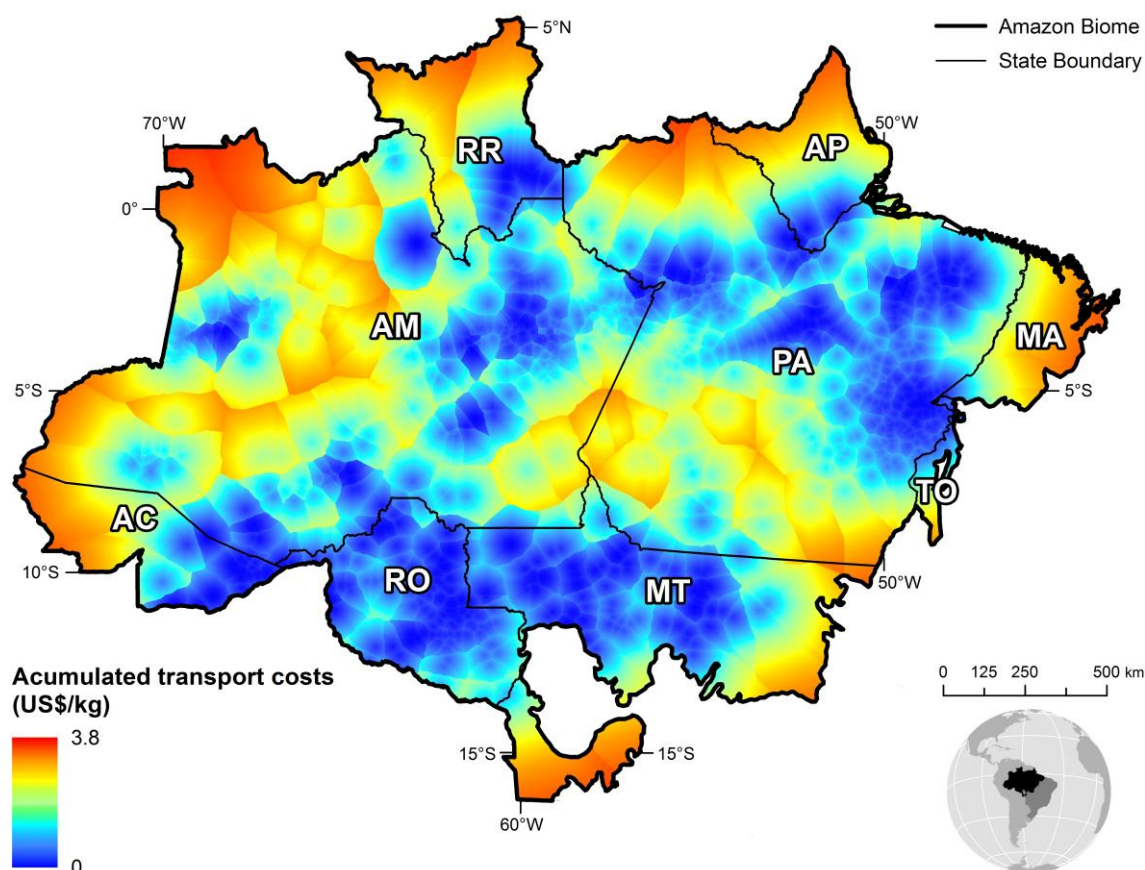 5°N
Amazon Biome
State Boundary
70°W
50°W
RR
AP
0°
AM
PA
MA
5°S
5°S
AC
TO
10°S
RO
MT
50°W
Acumulated transport costs
(US$/kg)
3.8
0
0 125 250 500 km
15°S
15°S
60°W